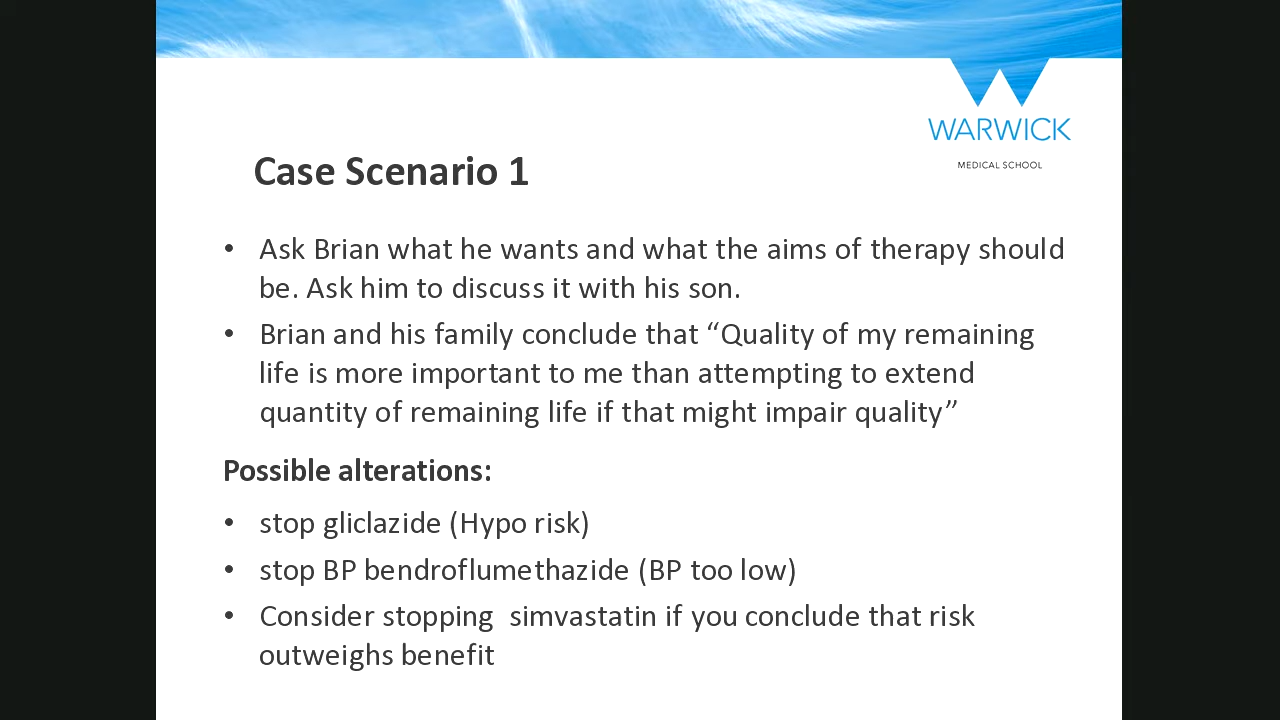 WARWICK
MEDICAL SCHOOL
Case Scenario 1
• Ask Brian what he wants and what the aims of therapy should
be. Ask him to discuss it with his son.
• Brian and his family conclude that “Quality of my remaining
life is more important to me than attempting to extend
quantity of remaining life if that might impair quality”
Possible alterations:
• stop gliclazide (Hypo risk)
• stop BP bendroflumethazide (BP too low)
• Consider stopping  simvastatin if you conclude that risk
outweighs benefit